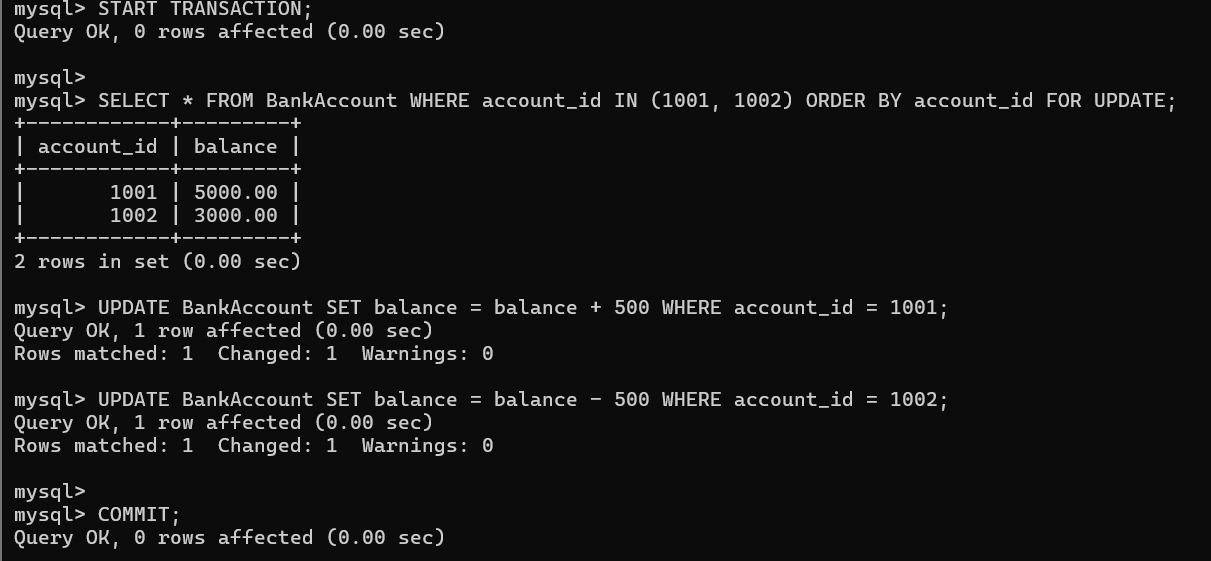 mysql> START TRANSACTION;
Query OK, 0 rows affected (0.00 sec)

mysql>
mysql> SELECT * FROM BankAccount WHERE account_id IN (1001, 1002) ORDER BY account_id FOR UPDATE;
+------------+---------+
| account_id | balance |
+------------+---------+
|       1001 | 5000.00 |
|       1002 | 3000.00 |
+------------+---------+
2 rows in set (0.00 sec)

mysql> UPDATE BankAccount SET balance = balance + 500 WHERE account_id = 1001;
Query OK, 1 row affected (0.00 sec)
Rows matched: 1  Changed: 1  Warnings: 0

mysql> UPDATE BankAccount SET balance = balance - 500 WHERE account_id = 1002;
Query OK, 1 row affected (0.00 sec)
Rows matched: 1  Changed: 1  Warnings: 0

mysql>
mysql> COMMIT;
Query OK, 0 rows affected (0.00 sec)